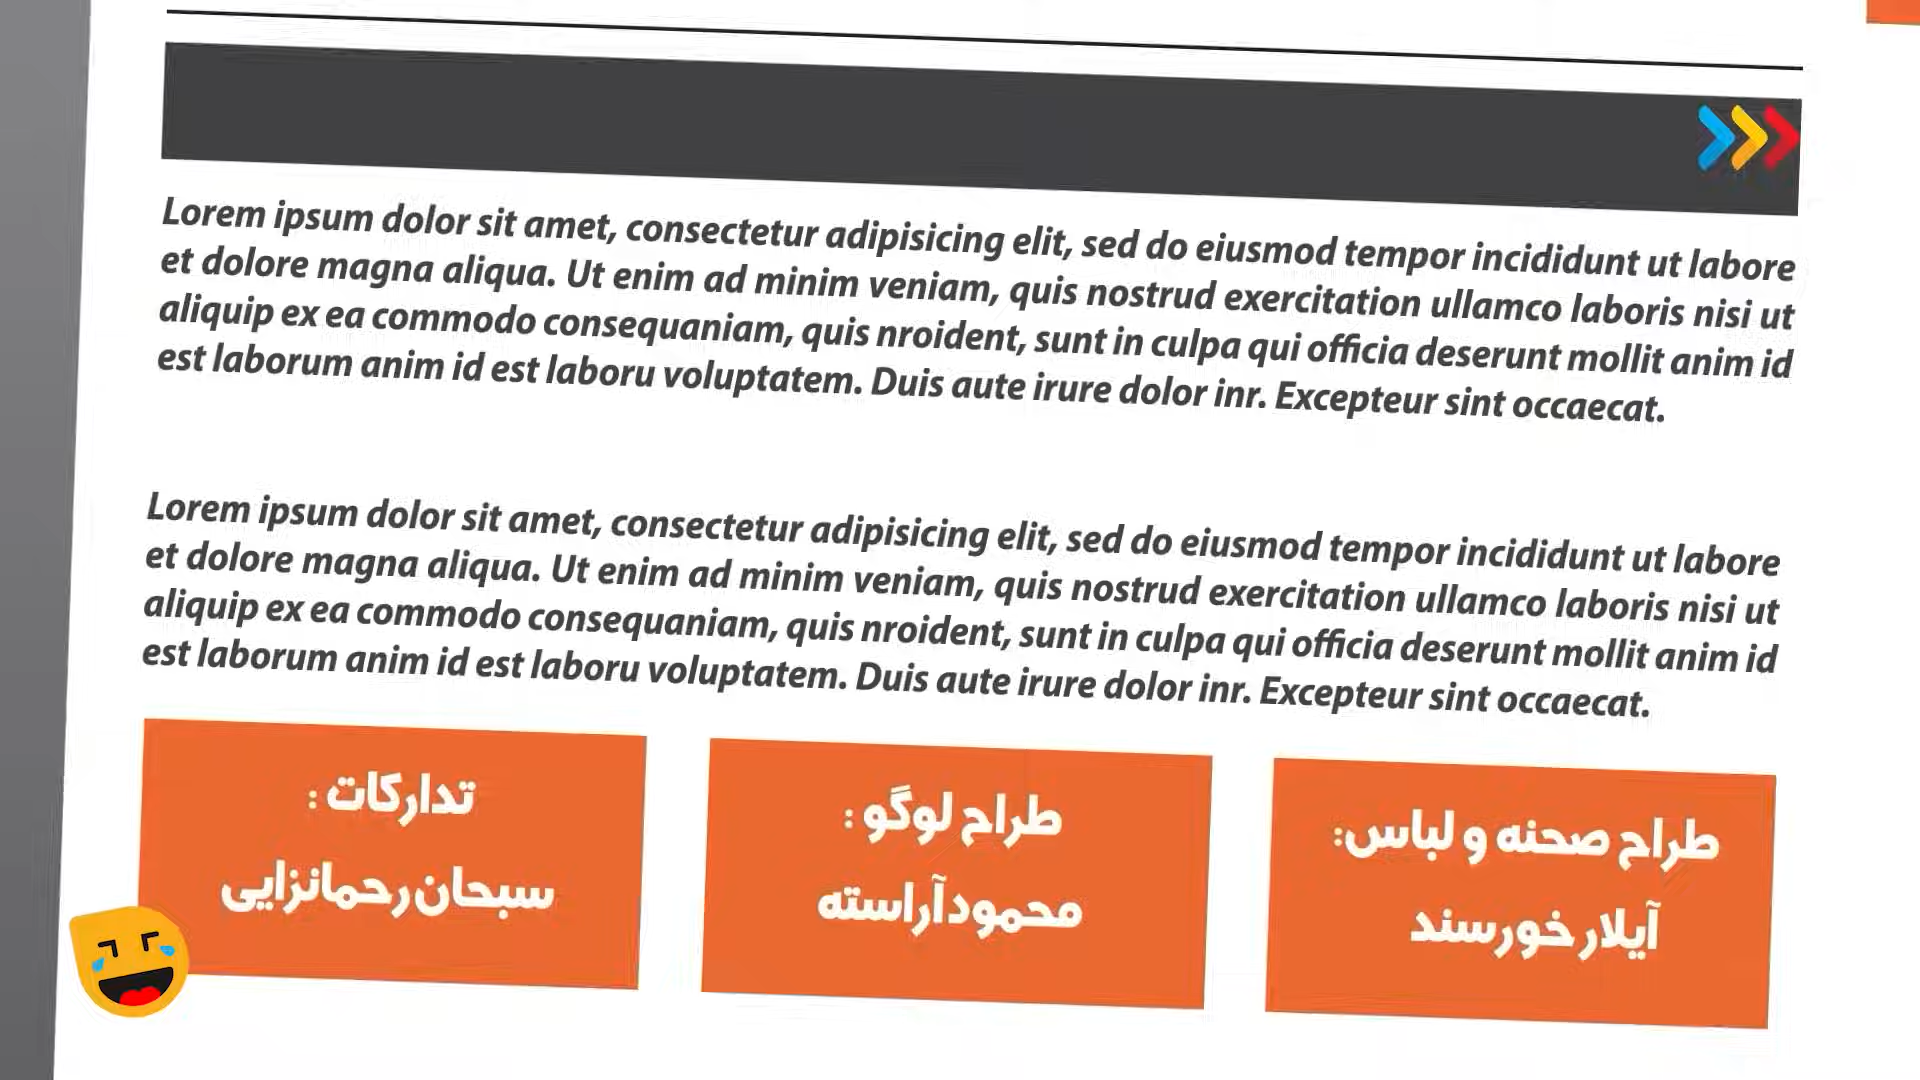 Lorem ipsum dolor sit amet, consectetur adipisicing elit, sed do eiusmod tempor incididunt ut labore
et dolore magna aliqua. Ut enim ad minim veniam, quis nostrud exercitation ullamco laboris nisi ut
aliquip ex ea commodo consequaniam, quis nroident, sunt in culpa qui officia deserunt mollit anim id
est laborum anim id est laboru voluptatem. Duis aute irure dolor inr. Excepteur sint occaecat.
Lorem ipsum dolor sit amet, consectetur adipisicing elit, sed do eiusmod tempor incididunt ut labore
et dolore magna aliqua. Ut enim ad minim veniam, quis nostrud exercitation ullamco laboris nisi ut
aliquip ex ea commodo consequaniam, quis nroident, sunt in culpa qui officia deserunt mollit anim id
est laborum anim id est laboru voluptatem. Duis aute irure dolor inr. Excepteur sint occaecat.
طراح صحنه و لباس:
آیلار خورسند
طراح لوگو :
محمود آراسته
تدارکات :
سبحان رحمانزایی